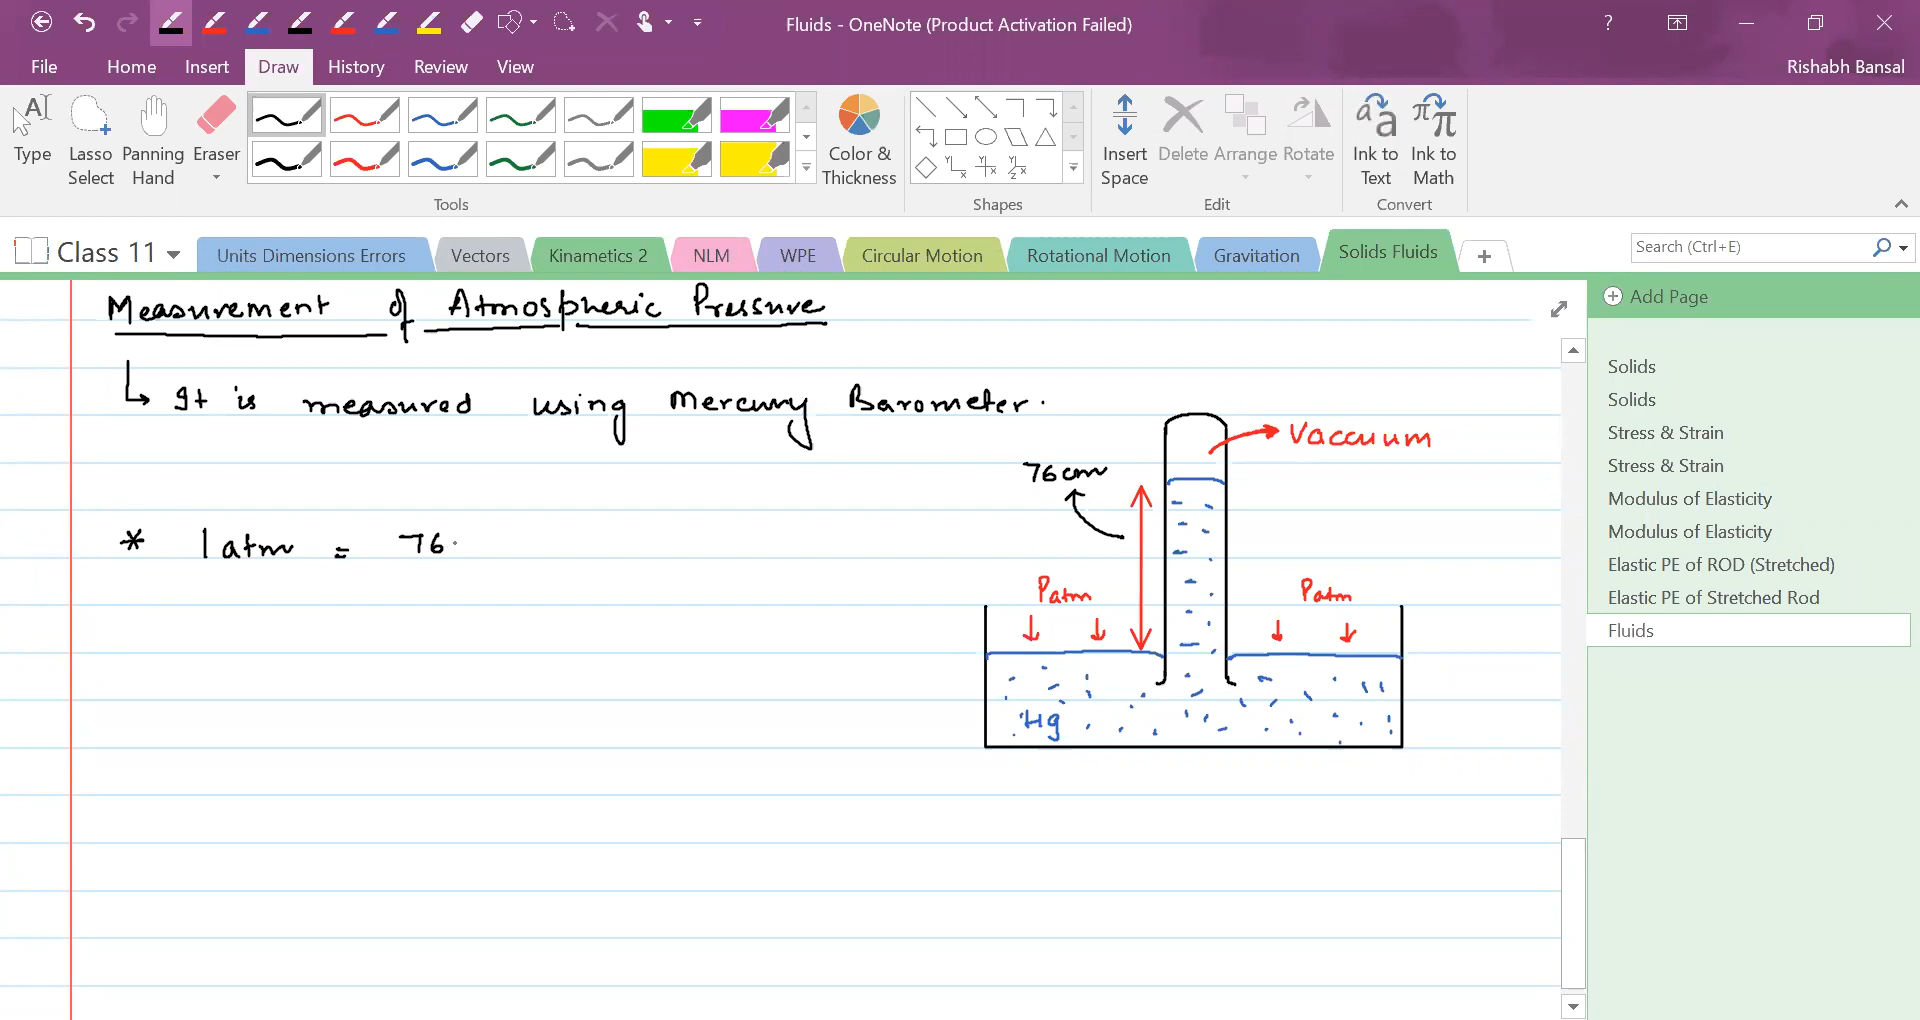 Fluids - OneNote (Product Activation Failed)
?
File Home Insert Draw History Review View
Rishabh Bansal
Type
Lasso Select
Panning Hand
Eraser
Color & Thickness
Insert Space
Delete
Arrange
Rotate
Ink to Text
Ink to Math
Tools
Shapes
Edit
Convert
Class 11
Units Dimensions Errors
Vectors
Kinametics 2
NLM
WPE
Circular Motion
Rotational Motion
Gravitation
Solids Fluids
Search (Ctrl+E)
Add Page
Solids
Solids
Stress & Strain
Stress & Strain
Modulus of Elasticity
Modulus of Elasticity
Elastic PE of ROD (Stretched)
Elastic PE of Stretched Rod
Fluids
Measurement of Atmospheric Pressure
It is measured using Mercury Barometer.
Vaccuum
76cm
* 1 atm = 76.
Patm
Patm
Hg